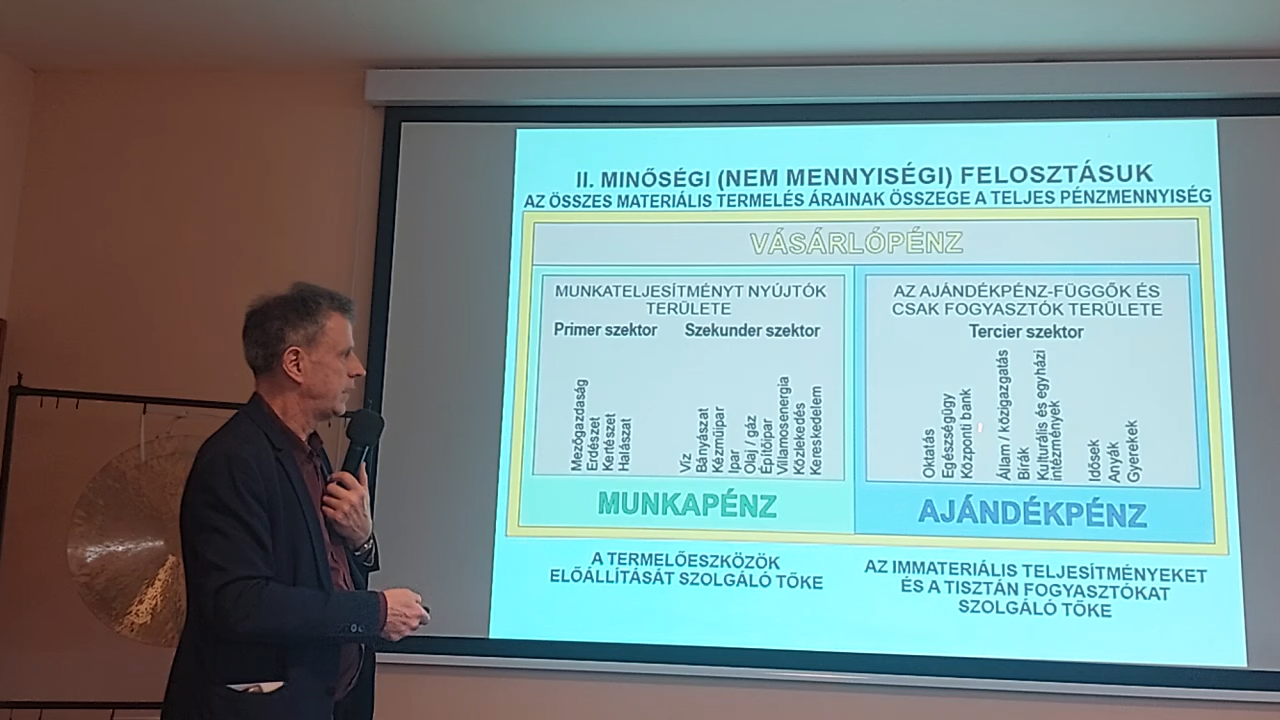 II. MINŐSÉGI (NEM MENNYISÉGI) FELOSZTÁSUK
AZ ÖSSZES MATERIÁLIS TERMELÉS ÁRAINAK ÖSSZEGE A TELJES PÉNZMENNYISÉG
VÁSÁRLÓPÉNZ
MUNKATELJESÍTMÉNYT NYÚJTÓK
TERÜLETE
Primer szektor
Szekunder szektor
Mezőgazdaság
Erdészet
Kertészet
Halászat
Víz
Bányászat
Kézműipar
Ipar
Olaj / gáz
Építőipar
Villamosenergia
Közlekedés
Kereskedelem
MUNKAPÉNZ
A TERMELŐESZKÖZÖK
ELŐÁLLÍTÁSÁT SZOLGÁLÓ TŐKE
AZ AJÁNDÉKPÉNZ-FÜGGŐK ÉS
CSAK FOGYASZTÓK TERÜLETE
Tercier szektor
Oktatás
Egészségügy
Központi bank
Állam / Közigazgatás
Bírák
Kulturális és egyházi
intézmények
Idősek
Anyák
Gyerekek
AJÁNDÉKPÉNZ
AZ IMMATERIÁLIS TELJESÍTMÉNYEKET
ÉS A TISZTÁN FOGYASZTÓKAT
SZOLGÁLÓ TŐKE